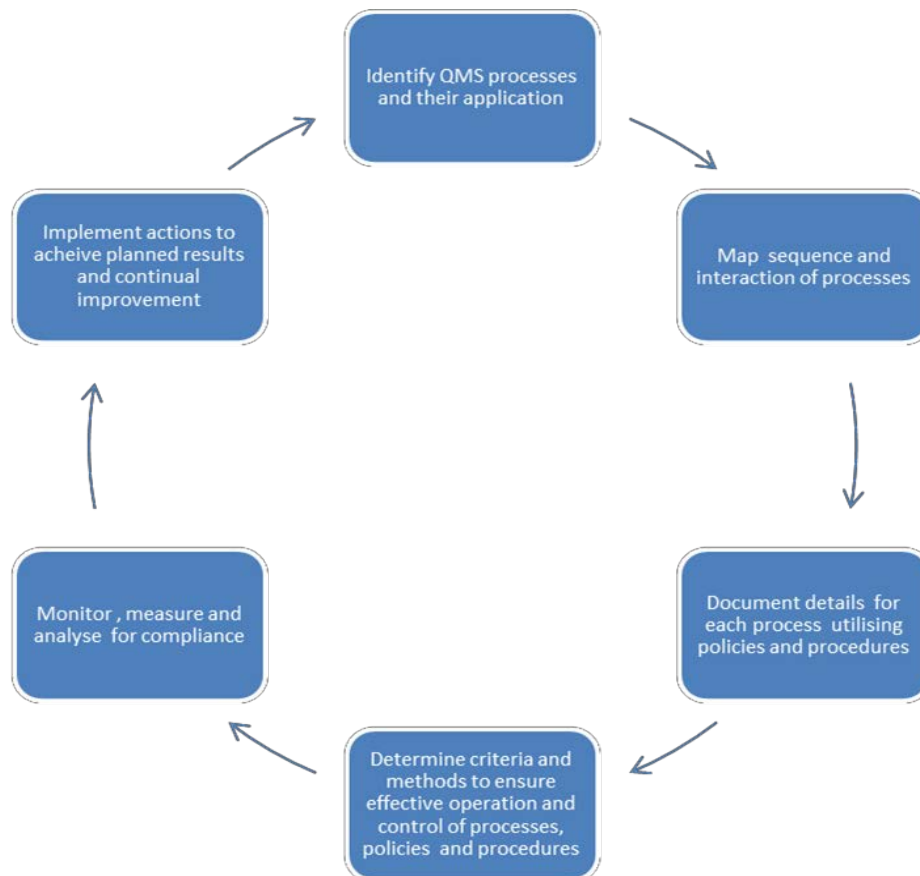 Identify QMS processes
and their application
Map  sequence and
interaction of processes
Document details  for
each process  utilising
policies and procedures
Determine criteria and
methods to ensure
effective operation and
control of processes,
policies  and procedures
Monitor , measure and
analyse  for compliance
Implement actions to
acheive planned results
and continual
improvement